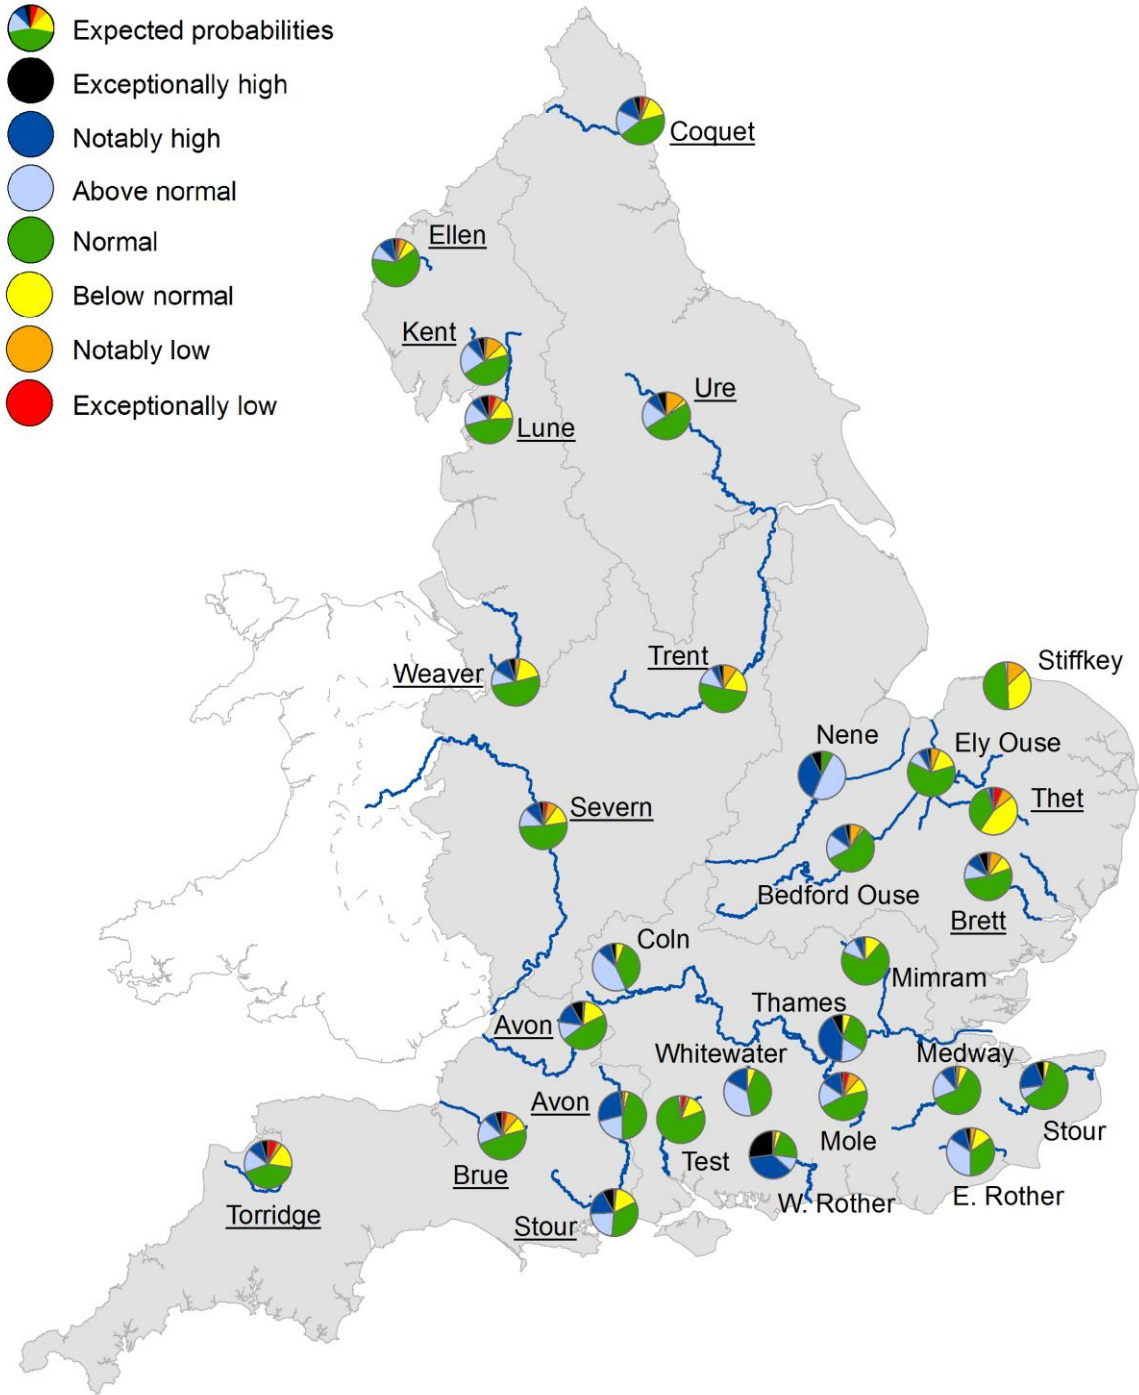 Expected probabilities
Exceptionally high
Notably high
Above normal
Normal
Below normal
Notably low
Exceptionally low
Coquet
Ellen
Kent
Ure
Lune
Weaver
Trent
Stiffkey
Nene
Ely Ouse
Thet
Severn
Bedford Ouse
Brett
Coln
Mimram
Thames
Avon
Whitewater
Medway
Avon
Mole
Stour
Brue
Test
W. Rother
E. Rother
Torridge
Stour